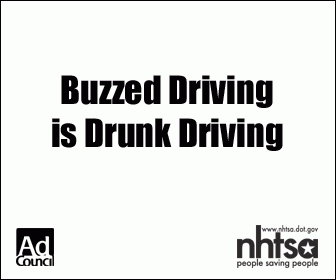 Buzzed Driving
is Drunk Driving
Ad
Council
www.nhtsa.dot.gov
nhtsa
people saving people